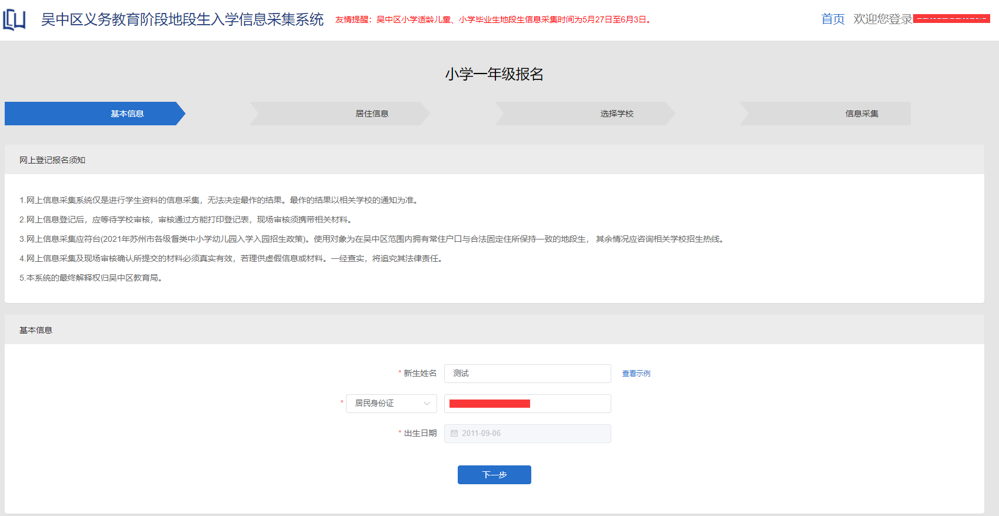 吴中区义务教育阶段地段生入学信息采集系统 友情提醒：吴中区小学适龄儿童、小学毕业生地段生信息采集时间为5月27日至6月3日。 首页 欢迎您登录
小学一年级报名
基本信息 居住信息 选择学校 信息采集
网上登记报名须知
1.网上信息采集系统仅是进行学生资料的信息采集，无法决定最作的结果。最作的结果以相关学校的通知为准。
2.网上信息登记后，应等待学校审核，审核通过方能打印登记表，现场审核须携带相关材料。
3.网上信息采集应符台(2021年苏州市各级督类中小学幼儿园入学入园招生政策)。使用对象为在吴中区范围内拥有常住户口与合法固定住所保持一致的地段生， 其余情况应咨询相关学校招生热线。
4.网上信息采集及现场审核确认所提交的材料必须真实有效，若理供虚假信息或材料。一经查实，将追究其法律责任。
5.本系统的最终解释权归吴中区教育局。
基本信息
* 新生姓名 测试 查看示例
* 居民身份证
* 出生日期 2011-09-06
下一步